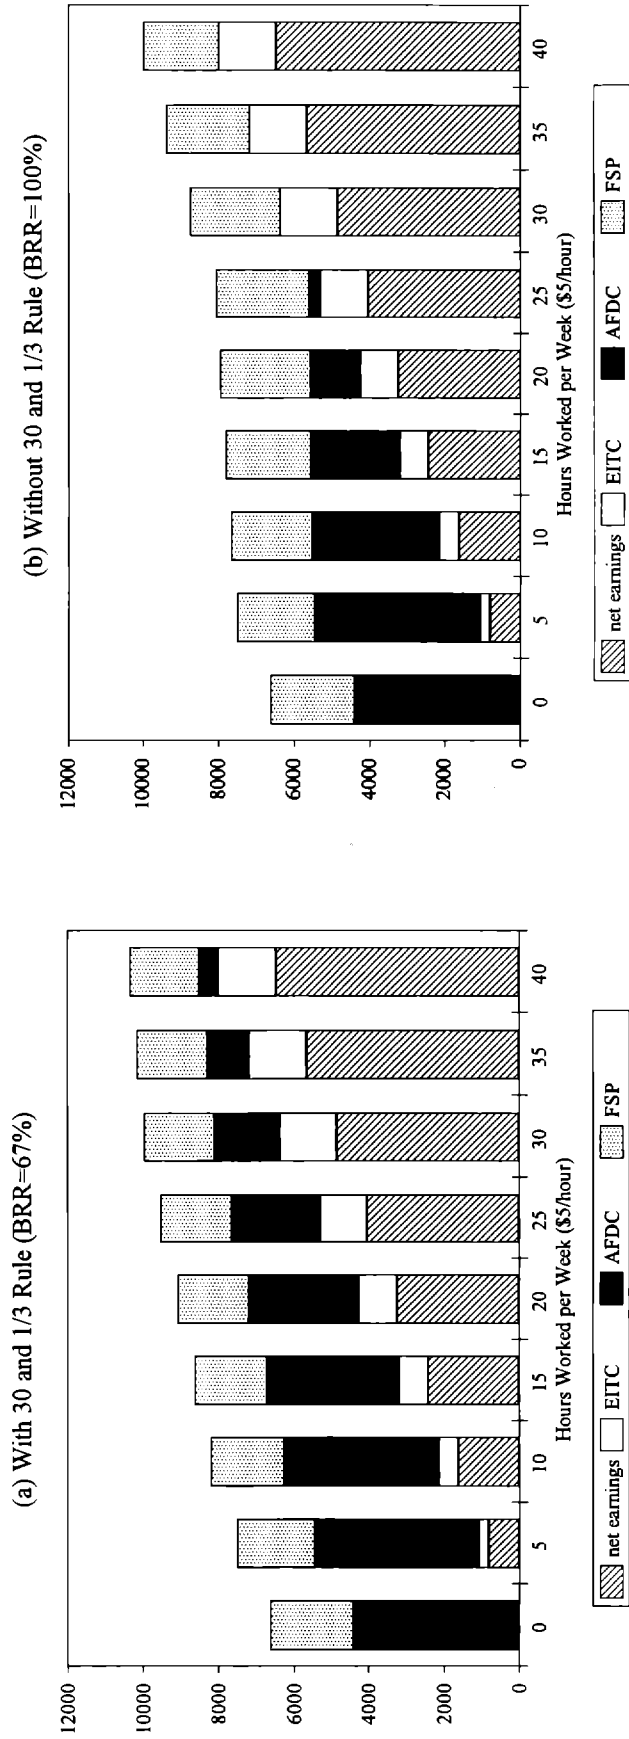 (a) With 30 and 1/3 Rule (BRR=67%)
12000
10000
8000
6000
4000
2000
0
0 5 10 15 20 25 30 35 40
Hours Worked per Week ($5/hour)
net earnings EITC AFDC FSP
(b) Without 30 and 1/3 Rule (BRR=100%)
12000
10000
8000
6000
4000
2000
0
0 5 10 15 20 25 30 35 40
Hours Worked per Week ($5/hour)
net earnings EITC AFDC FSP